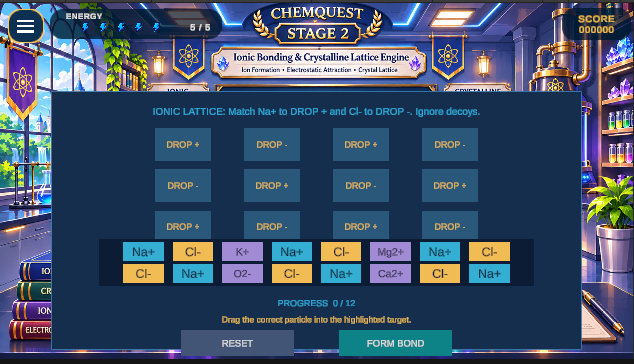 ENERGY
5 / 5
CHEMQUEST
STAGE 2
SCORE
000000
Ionic Bonding & Crystalline Lattice Engine
Ion Formation • Electrostatic Attraction • Crystal Lattice
IONIC
CRYSTALLINE
IONIC LATTICE: Match Na+ to DROP + and Cl- to DROP -. Ignore decoys.
DROP + DROP - DROP + DROP -
DROP - DROP + DROP - DROP +
DROP + DROP - DROP + DROP -
Na+ Cl- K+ Na+ Cl- Mg2+ Na+ Cl-
Cl- Na+ O2- Cl- Na+ Ca2+ Cl- Na+
PROGRESS 0 / 12
Drag the correct particle into the highlighted target.
RESET FORM BOND